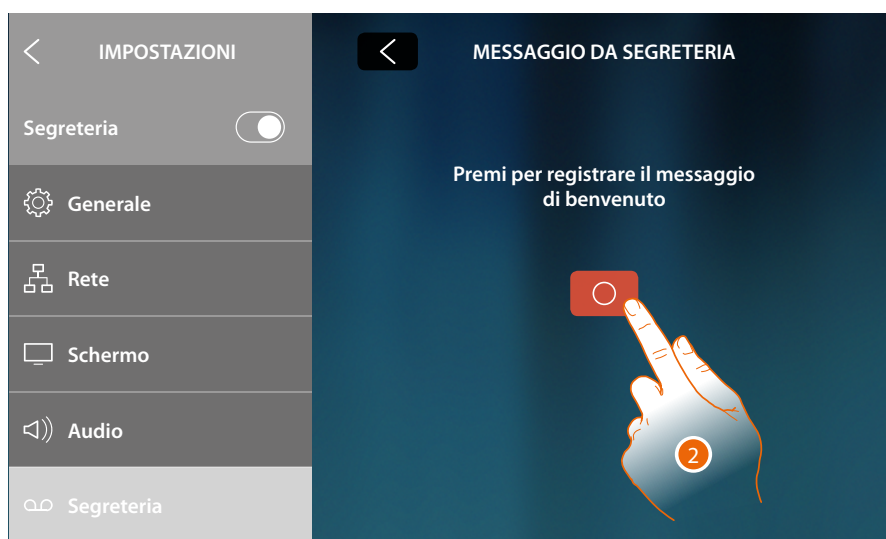 IMPOSTAZIONI
Segreteria
Generale
Rete
Schermo
Audio
Segreteria
MESSAGGIO DA SEGRETERIA
Premi per registrare il messaggio
di benvenuto
2